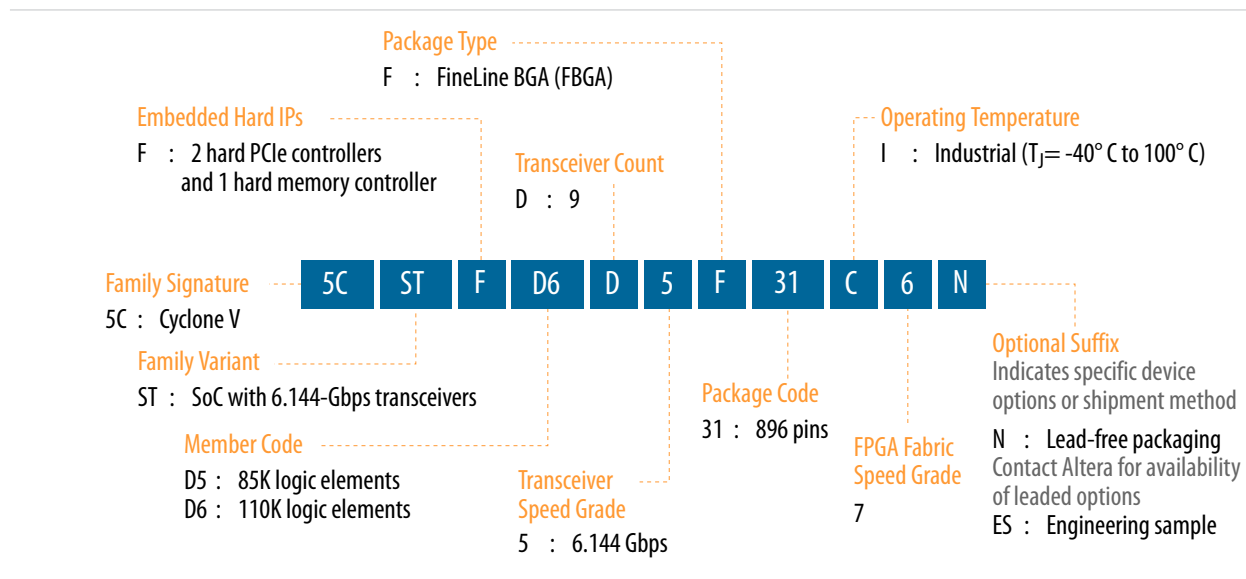 Package Type
F : FineLine BGA (FBGA)
Embedded Hard IPs
F : 2 hard PCIe controllers
and 1 hard memory controller
Transceiver Count
D : 9
Operating Temperature
I : Industrial (TJ= -40° C to 100° C)
Family Signature
5C : Cyclone V
5C ST F D6 D 5 F 31 C 6 N
Family Variant
ST : SoC with 6.144-Gbps transceivers
Member Code
D5 : 85K logic elements
D6 : 110K logic elements
Transceiver
Speed Grade
5 : 6.144 Gbps
Package Code
31 : 896 pins
FPGA Fabric
Speed Grade
7
Optional Suffix
Indicates specific device
options or shipment method
N : Lead-free packaging
Contact Altera for availability
of leaded options
ES : Engineering sample